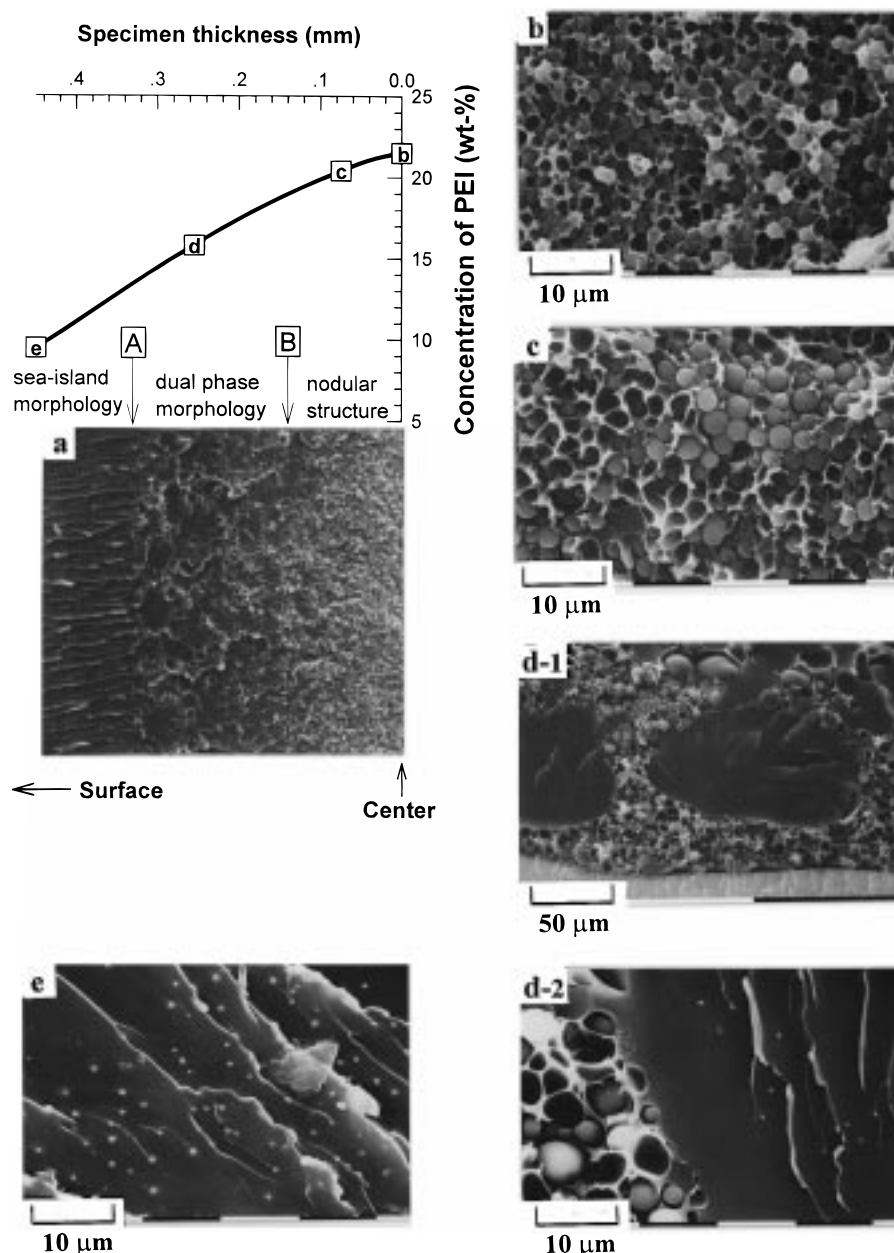 Specimen thickness (mm)
.4 .3 .2 .1 0.0
25
20
15
10
5
Concentration of PEI (wt-%)
b
c
d
e
A
B
sea-island morphology
dual phase morphology
nodular structure
a
Surface
Center
b
10 μm
c
10 μm
d-1
50 μm
e
10 μm
d-2
10 μm